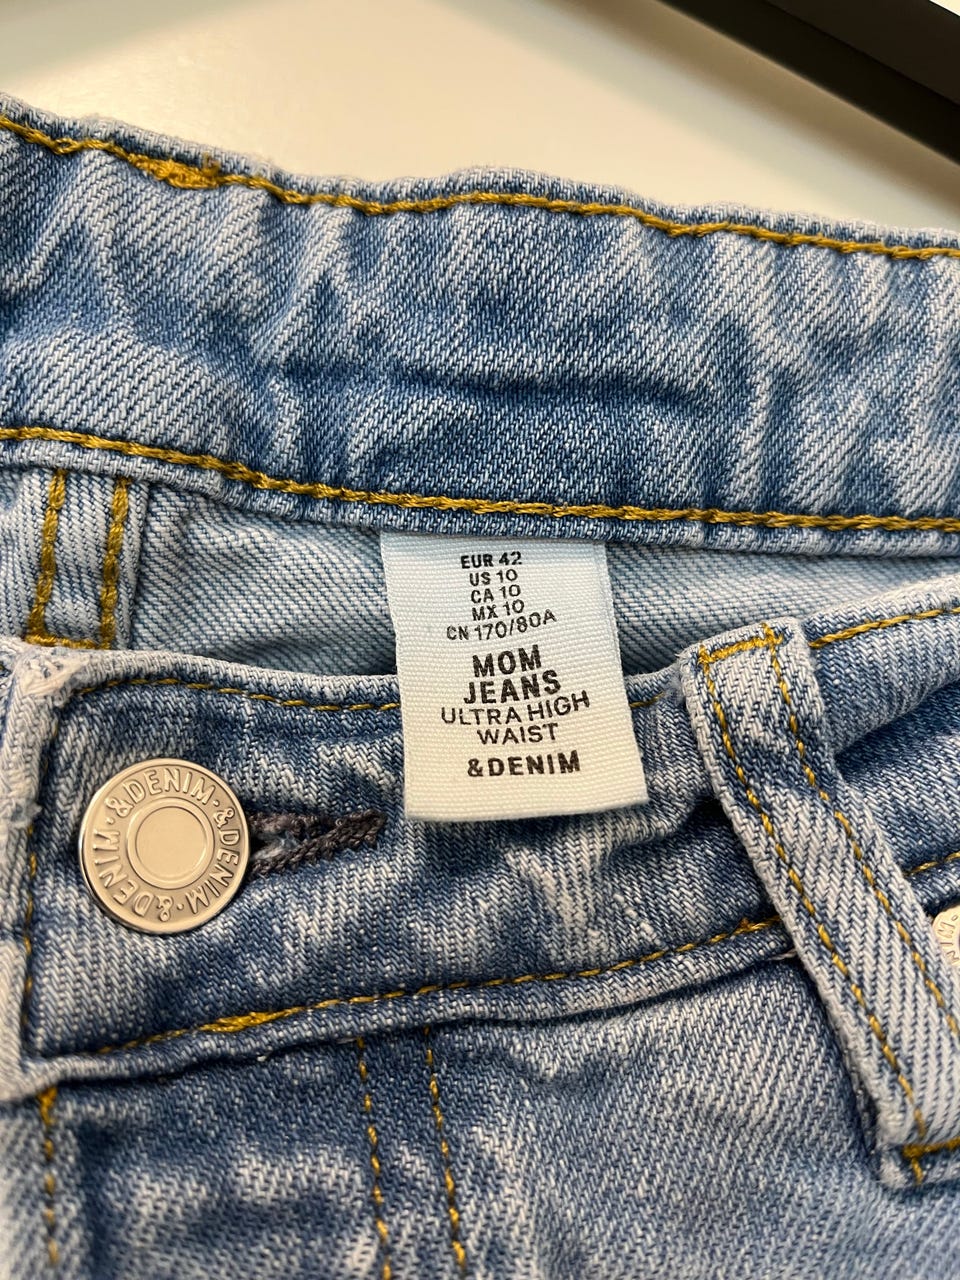 EUR 42
US 10
CA 10
MX 10
CN 170/80A
MOM
JEANS
ULTRA HIGH
WAIST
&DENIM
&DENIM · &DENIM · &DENIM ·